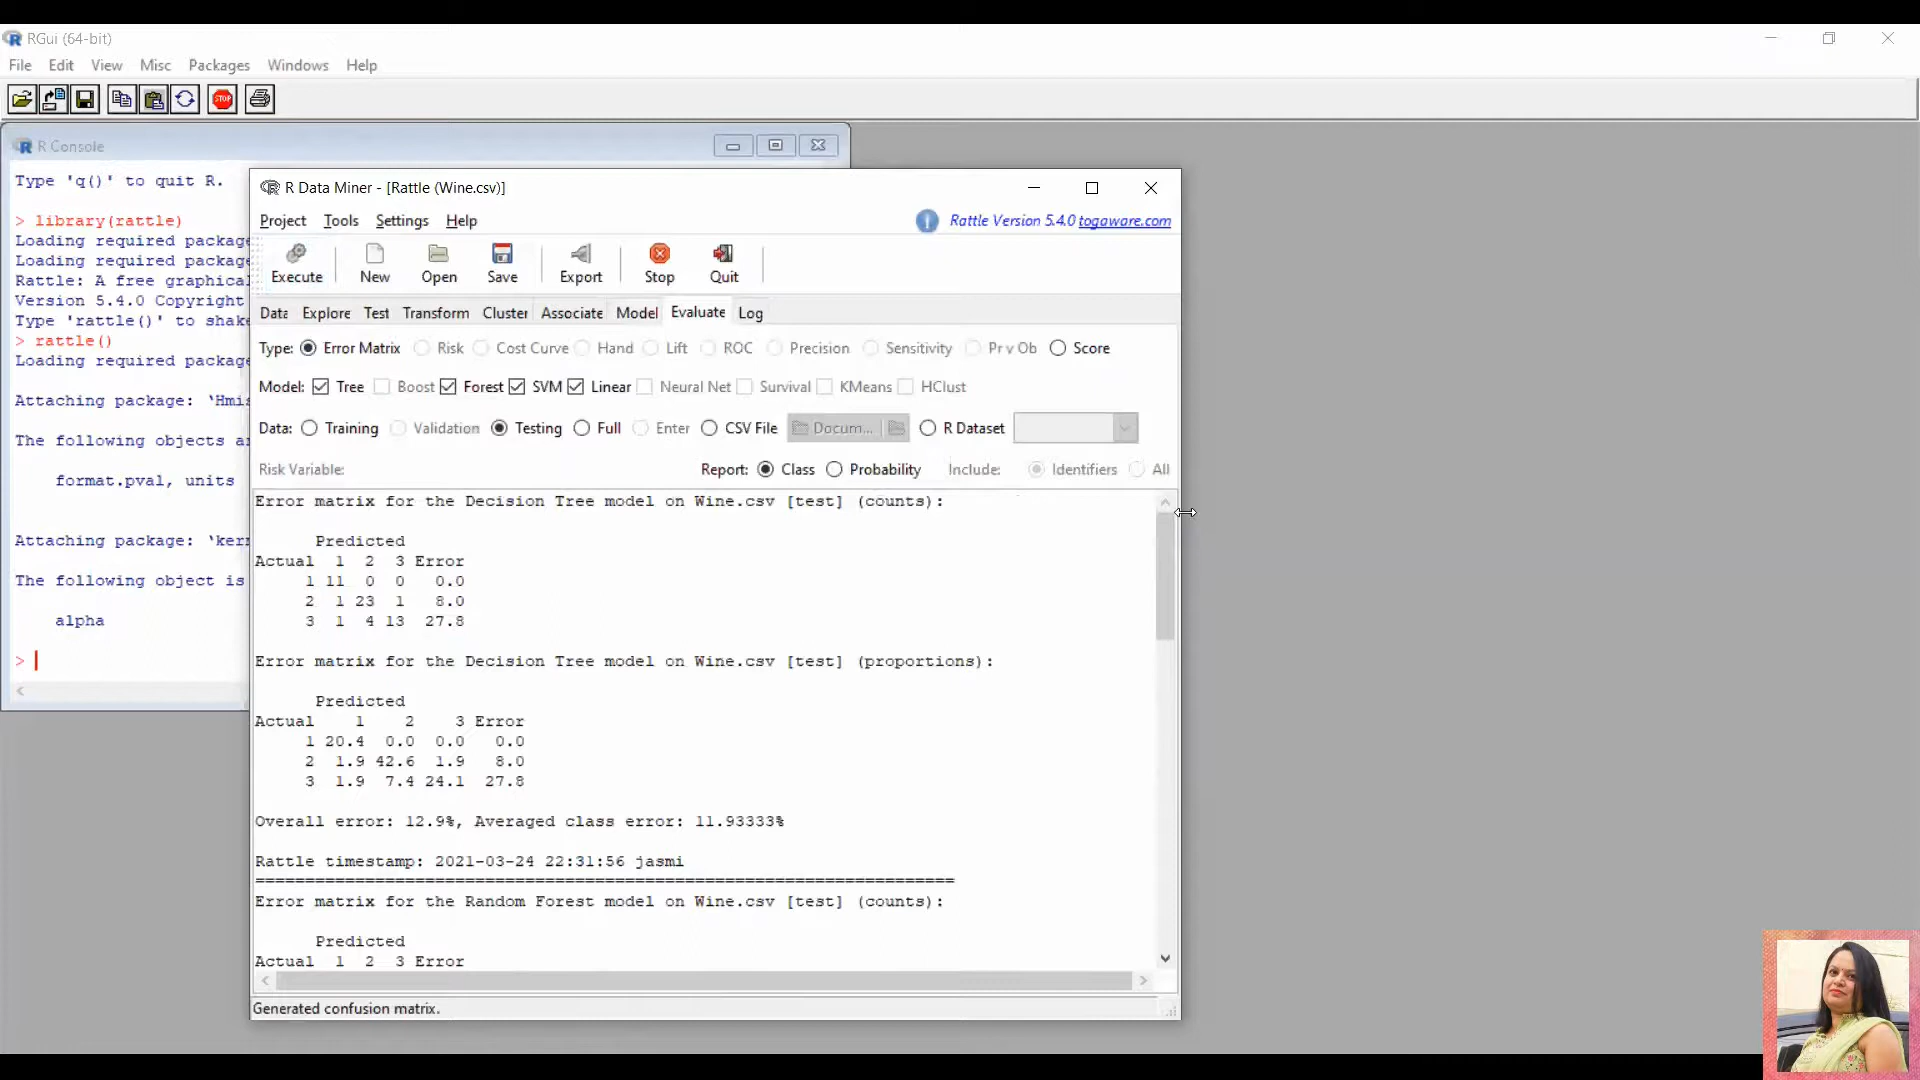 RGui (64-bit)
File Edit View Misc Packages Windows Help
STOP
R Console
Type 'q()' to quit R.
> library(rattle)
Loading required package
Loading required package
Rattle: A free graphical
Version 5.4.0 Copyright
Type 'rattle()' to shake
> rattle()
Loading required package
Attaching package: ‘Hmis
The following objects a
format.pval, units
Attaching package: ‘ker
The following object is
alpha
>
R Data Miner - [Rattle (Wine.csv)]
Project Tools Settings Help
Rattle Version 5.4.0 togaware.com
Execute New Open Save Export Stop Quit
Data Explore Test Transform Cluster Associate Model Evaluate Log
Type: Error Matrix Risk Cost Curve Hand Lift ROC Precision Sensitivity Pr v Ob Score
Model: Tree Boost Forest SVM Linear Neural Net Survival KMeans HClust
Data: Training Validation Testing Full Enter CSV File Docum... R Dataset
Risk Variable: Report: Class Probability Include: Identifiers All
Error matrix for the Decision Tree model on Wine.csv [test] (counts):
Predicted
Actual 1 2 3 Error
1 11 0 0 0.0
2 1 23 1 8.0
3 1 4 13 27.8
Error matrix for the Decision Tree model on Wine.csv [test] (proportions):
Predicted
Actual 1 2 3 Error
1 20.4 0.0 0.0 0.0
2 1.9 42.6 1.9 8.0
3 1.9 7.4 24.1 27.8
Overall error: 12.9%, Averaged class error: 11.93333%
Rattle timestamp: 2021-03-24 22:31:56 jasmi
======================================================================
Error matrix for the Random Forest model on Wine.csv [test] (counts):
Predicted
Actual 1 2 3 Error
Generated confusion matrix.